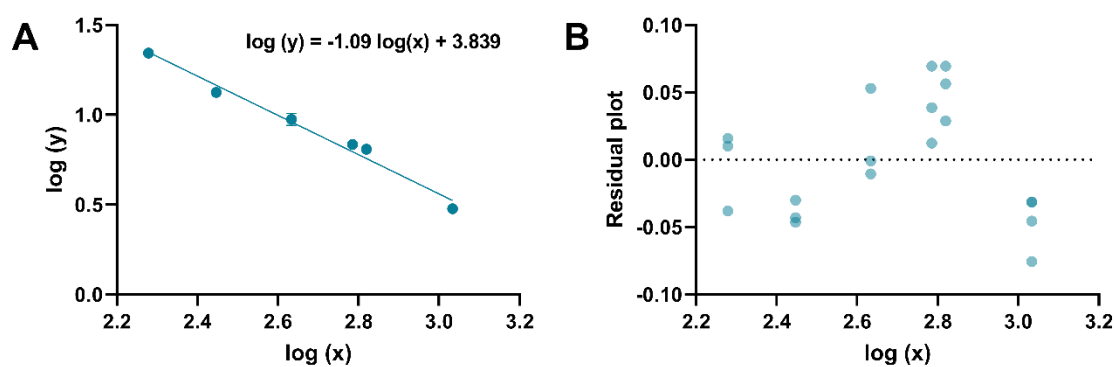 A
log (y) = -1.09 log(x) + 3.839
log (y)
1.5
1.0
0.5
0.0
2.2 2.4 2.6 2.8 3.0 3.2
log (x)
B
Residual plot
0.10
0.05
0.00
-0.05
-0.10
2.2 2.4 2.6 2.8 3.0 3.2
log (x)